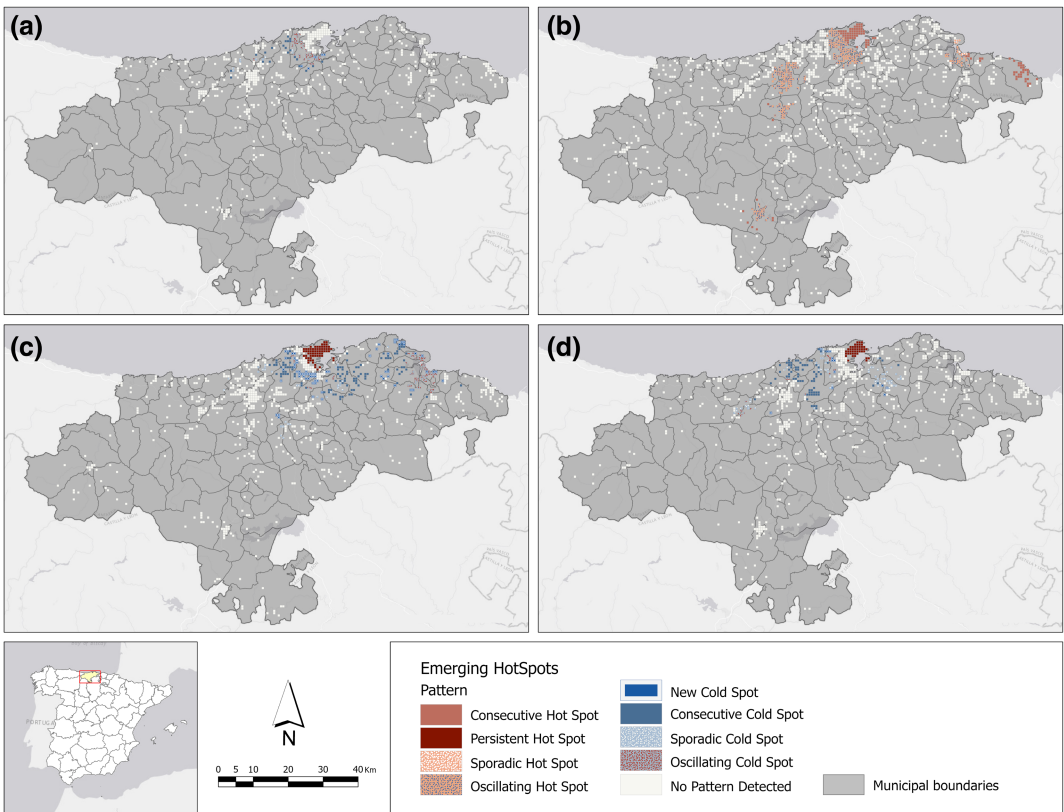 (a)
(b)
(c)
(d)
PORTUGAL
N
0 5 10 20 30 40 Km
Emerging HotSpots
Pattern
Consecutive Hot Spot
Persistent Hot Spot
Sporadic Hot Spot
Oscillating Hot Spot
New Cold Spot
Consecutive Cold Spot
Sporadic Cold Spot
Oscillating Cold Spot
No Pattern Detected
Municipal boundaries